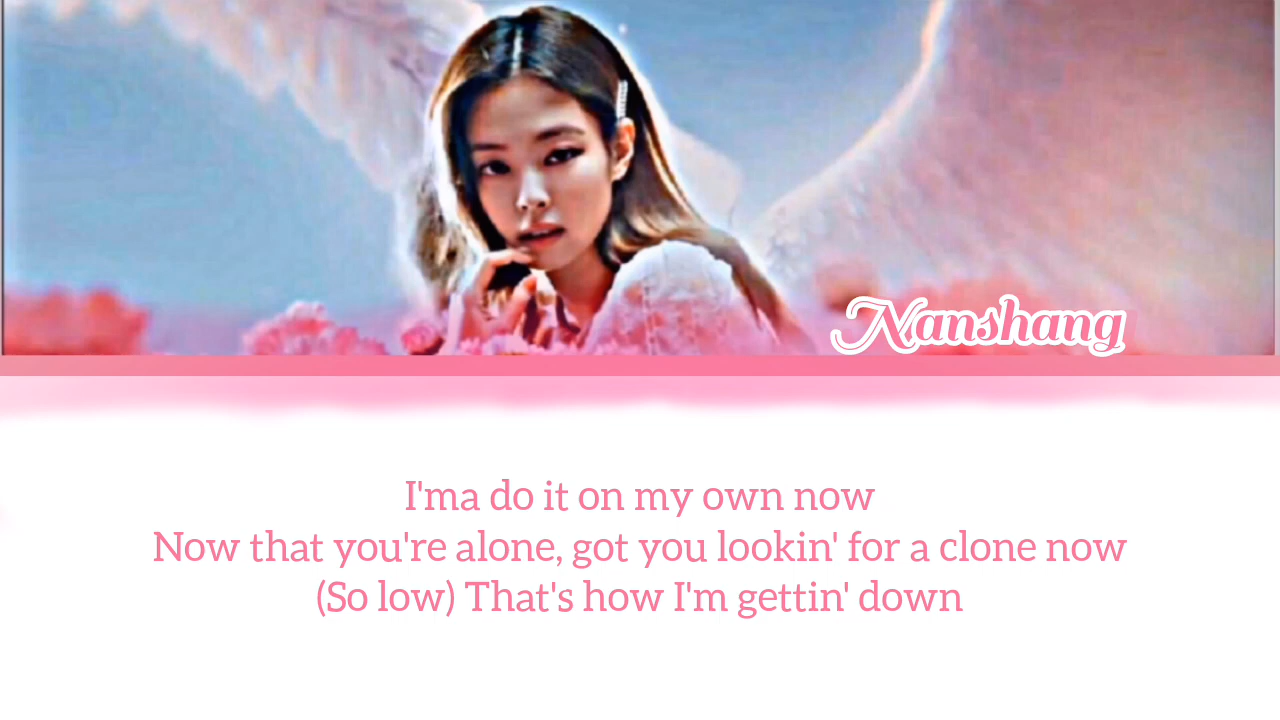 Nanshang
I'ma do it on my own now
Now that you're alone, got you lookin' for a clone now
(So low) That's how I'm gettin' down